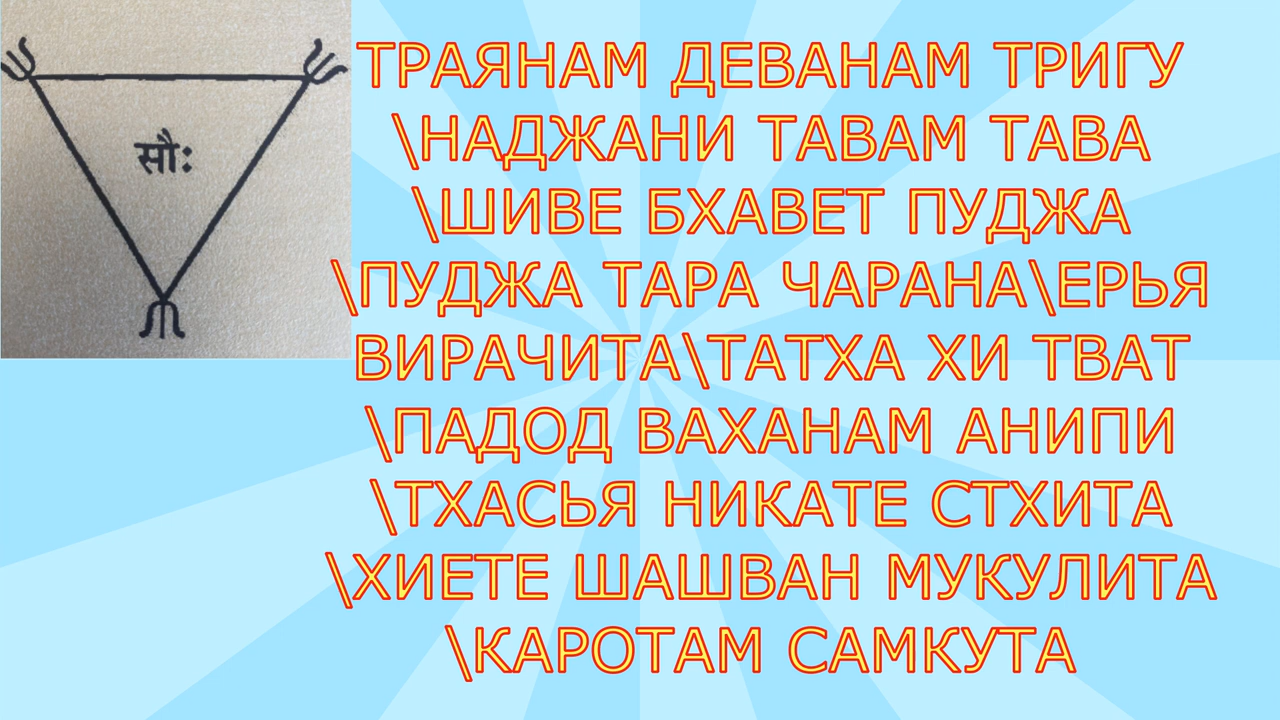 सौः
ТРАЯНАМ ДЕВАНАМ ТРИГУ
\НАДЖАНИ ТАВАМ ТАВА
\ШИВЕ БХАВЕТ ПУДЖА
\ПУДЖА ТАРА ЧАРАНА\ЕРЬЯ
ВИРАЧИТА\ТАТХА ХИ ТВАТ
\ПАДОД ВАХАНАМ АНИПИ
\ТХАСЬЯ НИКАТЕ СТХИТА
\ХИЕТЕ ШАШВАН МУКУЛИТА
\КАРОТАМ САМКУТА